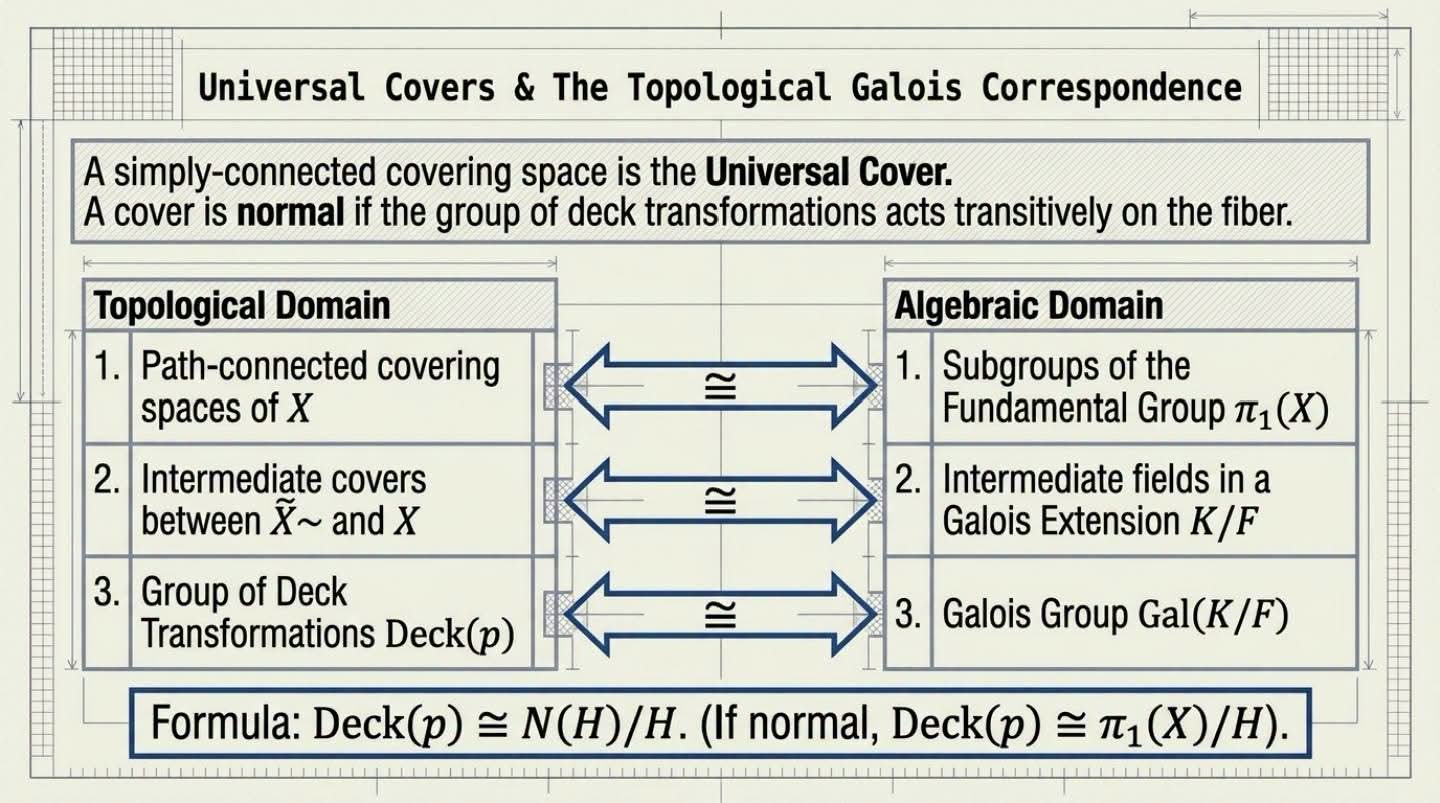 Universal Covers & The Topological Galois Correspondence
A simply-connected covering space is the Universal Cover.
A cover is normal if the group of deck transformations acts transitively on the fiber.
Topological Domain
1. Path-connected covering
spaces of X
2. Intermediate covers
between X̃~ and X
3. Group of Deck
Transformations Deck(p)
≅
≅
≅
Algebraic Domain
1. Subgroups of the
Fundamental Group π₁(X)
2. Intermediate fields in a
Galois Extension K/F
3. Galois Group Gal(K/F)
Formula: Deck(p) ≅ N(H)/H. (If normal, Deck(p) ≅ π₁(X)/H).